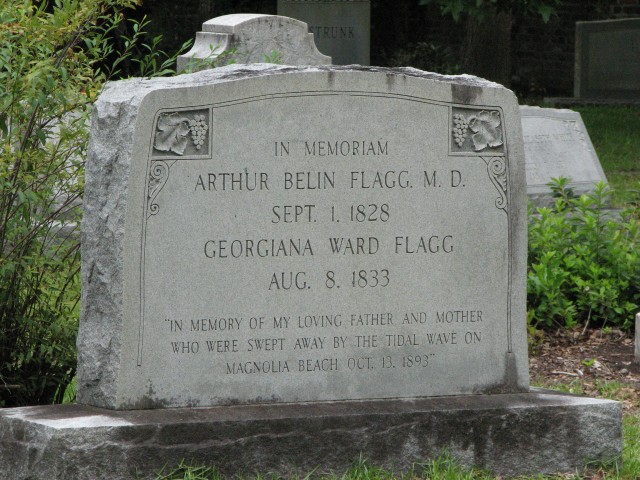 STRUNK
IN MEMORIAM
ARTHUR BELIN FLAGG, M. D.
SEPT. 1, 1828
GEORGIANA WARD FLAGG
AUG. 8, 1833
"IN MEMORY OF MY LOVING FATHER AND MOTHER
WHO WERE SWEPT AWAY BY THE TIDAL WAVE ON
MAGNOLIA BEACH OCT. 13, 1893"